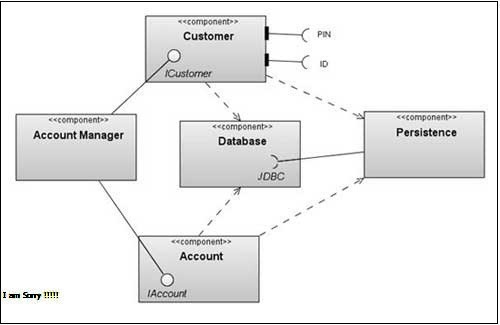 <<component>>
Customer
ICustomer
PIN
ID
<<component>>
Account Manager
<<component>>
Database
JDBC
<<component>>
Persistence
<<component>>
Account
IAccount
I am Sorry !!!!!